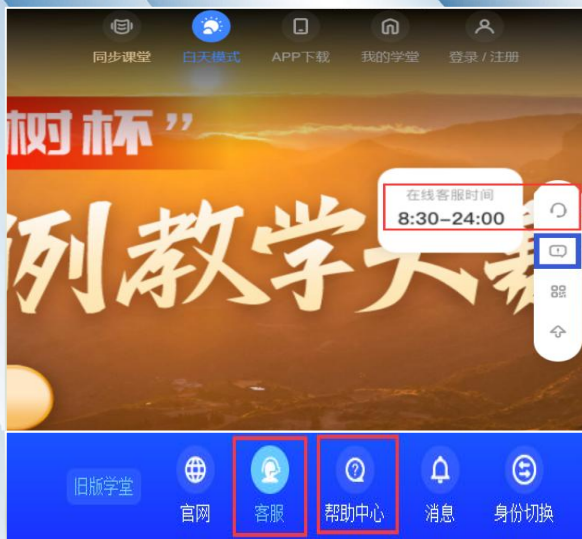 同步课堂
白天模式
APP下载
我的学堂
登录/注册
树杯”
例教学大赛
在线客服时间
8:30-24:00
旧版学堂
官网
客服
帮助中心
消息
身份切换